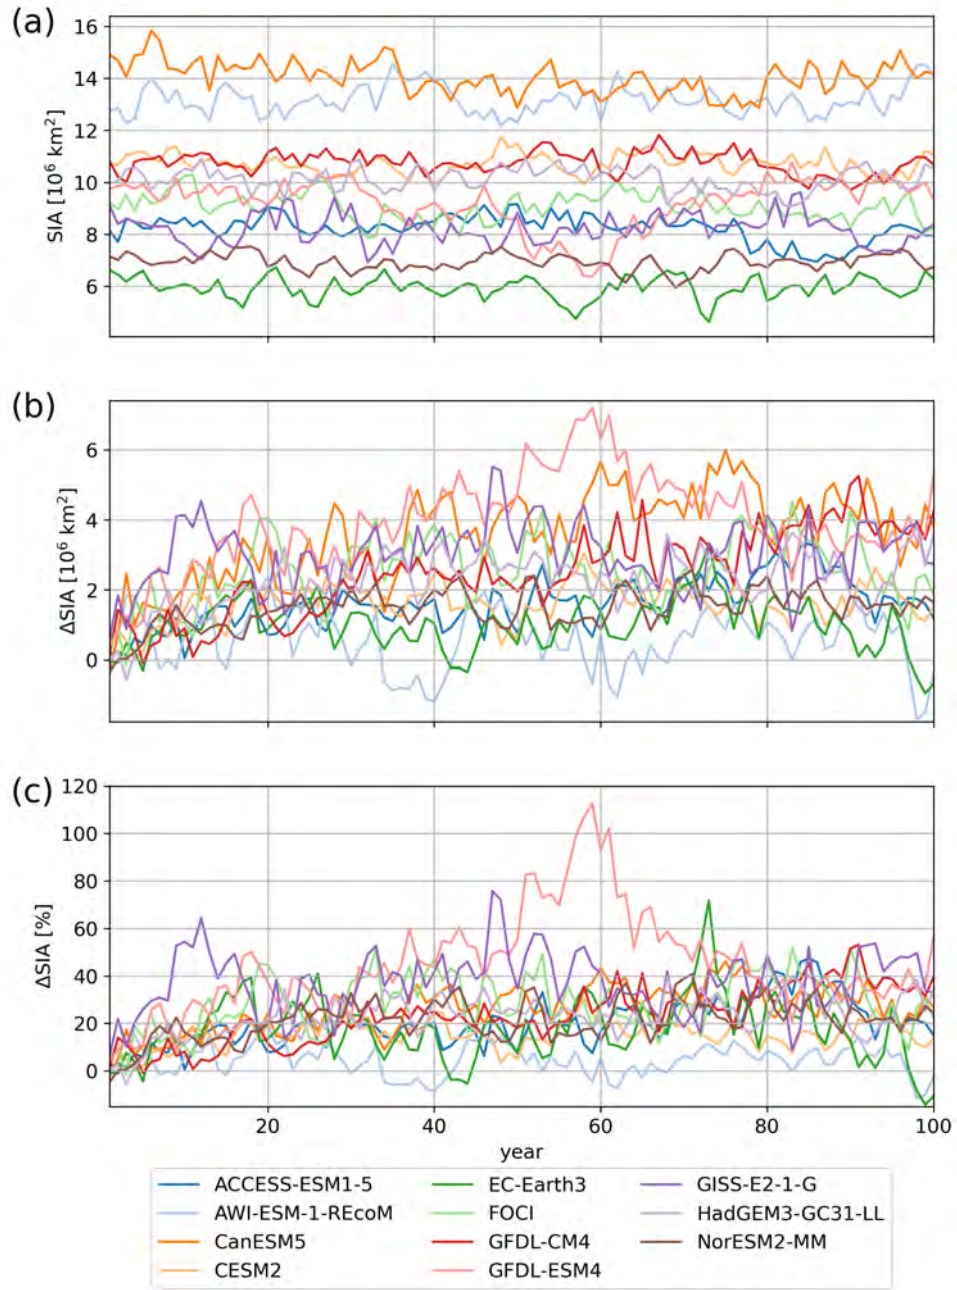 (a)
SIA [10⁶ km²]
16
14
12
10
8
6
(b)
ΔSIA [10⁶ km²]
6
4
2
0
(c)
ΔSIA [%]
120
100
80
60
40
20
0
20 40 60 80 100
year
ACCESS-ESM1-5 EC-Earth3 GISS-E2-1-G
AWI-ESM-1-REcoM FOCI HadGEM3-GC31-LL
CanESM5 GFDL-CM4 NorESM2-MM
CESM2 GFDL-ESM4